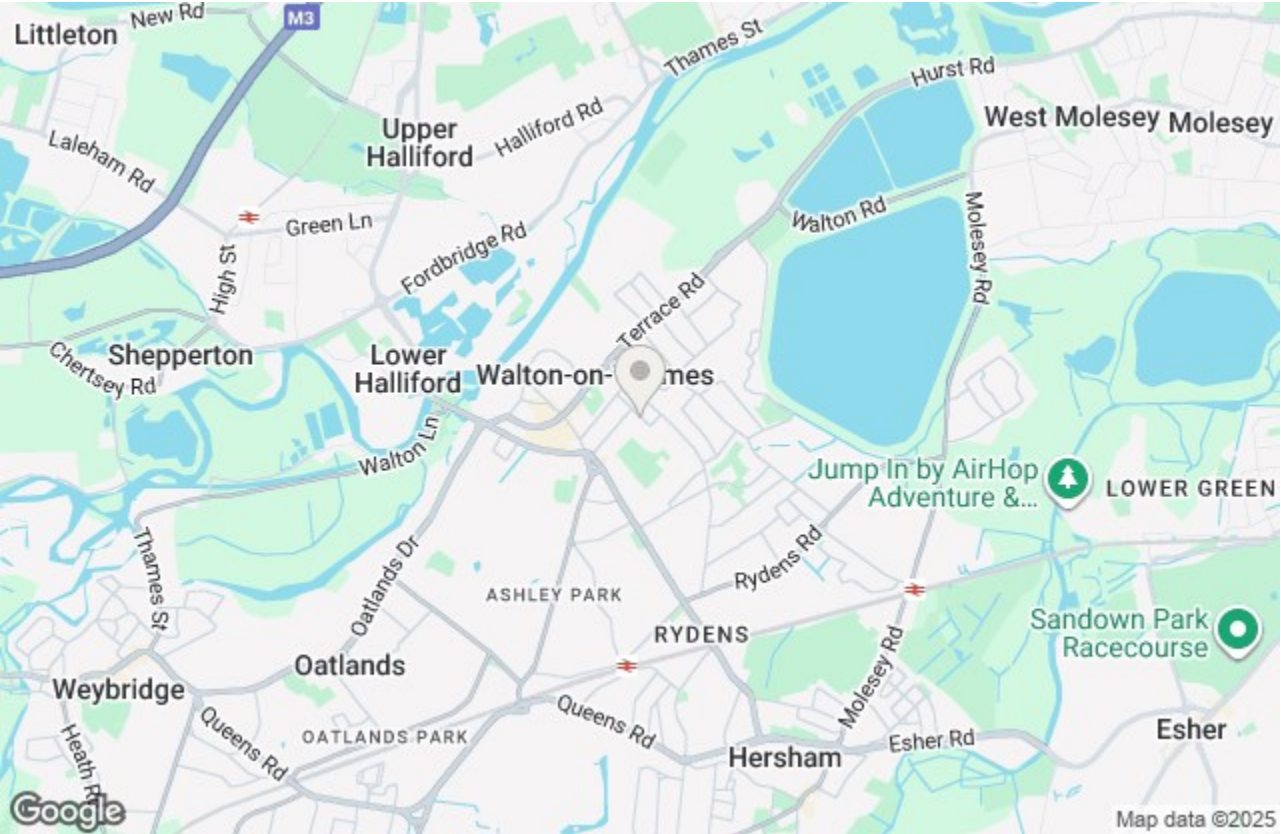 New Rd
M3
Littleton
Thames St
Hurst Rd
Upper
Halliford
Halliford Rd
West Molesey
Molesey
Laleham Rd
Green Ln
Walton Rd
Molesey Rd
High St
Fordbridge Rd
Terrace Rd
Shepperton
Lower
Halliford
Walton-on-
mes
Chertsey Rd
Walton Ln
Jump In by AirHop
Adventure &...
LOWER GREEN
Thames St
Oatlands Dr
Rydens Rd
ASHLEY PARK
RYDENS
Sandown Park
Racecourse
Oatlands
Weybridge
Molesey Rd
Queens Rd
Queens Rd
OATLANDS PARK
Esher Rd
Esher
Heath Rd
Hersham
Google
Map data ©2025